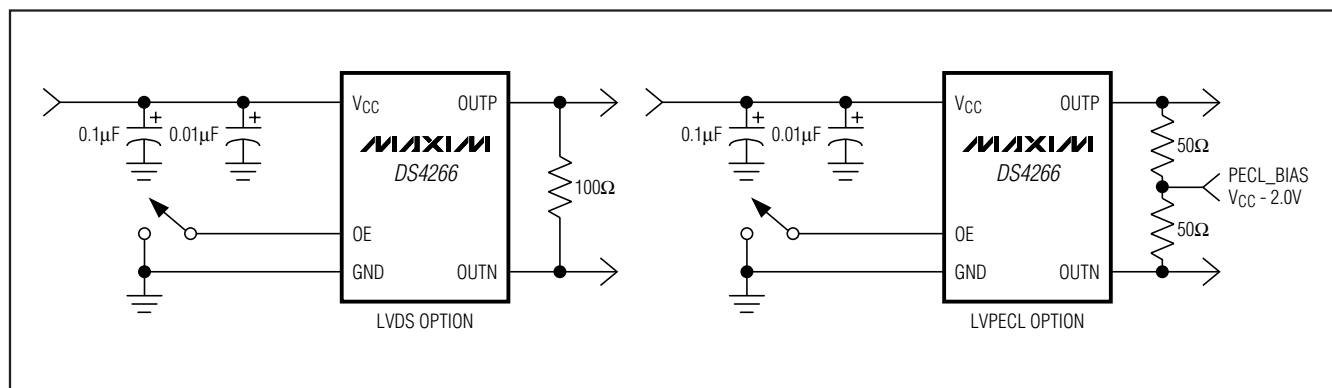 VCC
OUTP
0.1µF
0.01µF
MAXIM
DS4266
100Ω
OE
GND
OUTN
LVDS OPTION
VCC
OUTP
0.1µF
0.01µF
MAXIM
DS4266
50Ω
PECL_BIAS
VCC - 2.0V
50Ω
OE
GND
OUTN
LVPECL OPTION